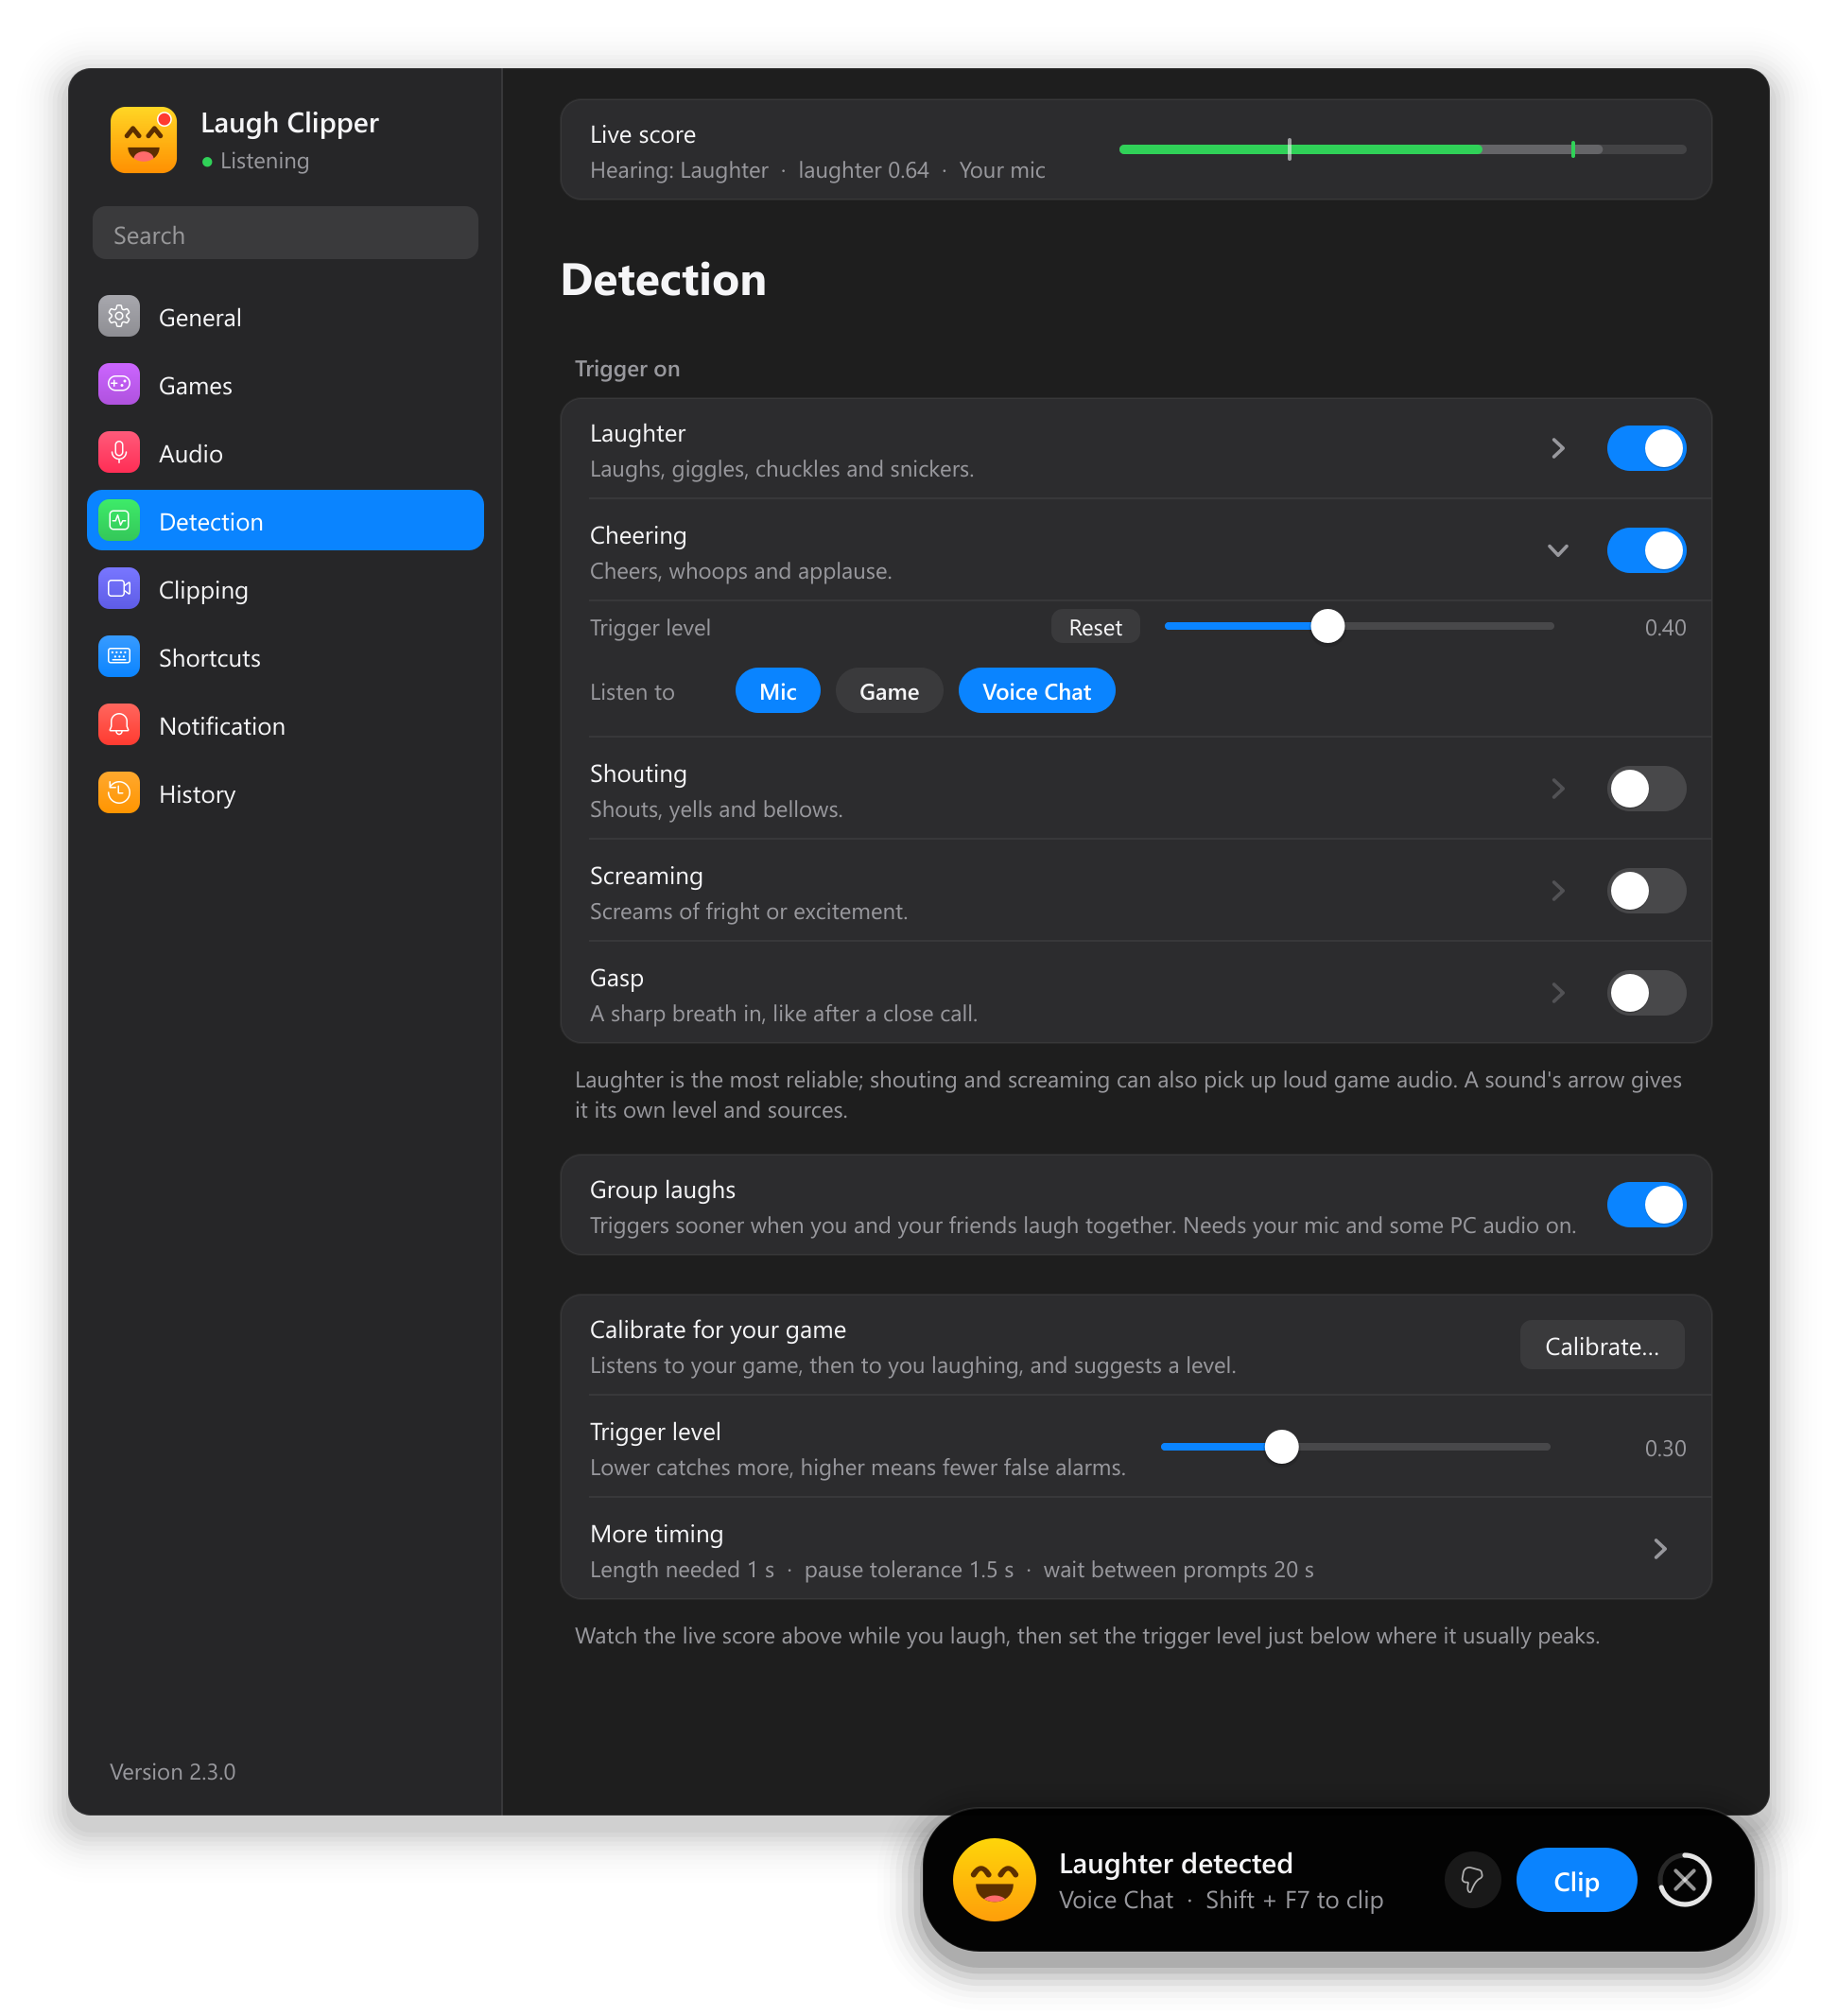 Laugh Clipper
Listening
Search
General
Games
Audio
Detection
Clipping
Shortcuts
Notification
History
Version 2.3.0
Live score
Hearing: Laughter · laughter 0.64 · Your mic
Detection
Trigger on
Laughter
Laughs, giggles, chuckles and snickers.
Cheering
Cheers, whoops and applause.
Trigger level
Reset
0.40
Listen to
Mic
Game
Voice Chat
Shouting
Shouts, yells and bellows.
Screaming
Screams of fright or excitement.
Gasp
A sharp breath in, like after a close call.
Laughter is the most reliable; shouting and screaming can also pick up loud game audio. A sound's arrow gives
it its own level and sources.
Group laughs
Triggers sooner when you and your friends laugh together. Needs your mic and some PC audio on.
Calibrate for your game
Listens to your game, then to you laughing, and suggests a level.
Calibrate...
Trigger level
Lower catches more, higher means fewer false alarms.
0.30
More timing
Length needed 1 s · pause tolerance 1.5 s · wait between prompts 20 s
Watch the live score above while you laugh, then set the trigger level just below where it usually peaks.
Laughter detected
Voice Chat · Shift + F7 to clip
Clip